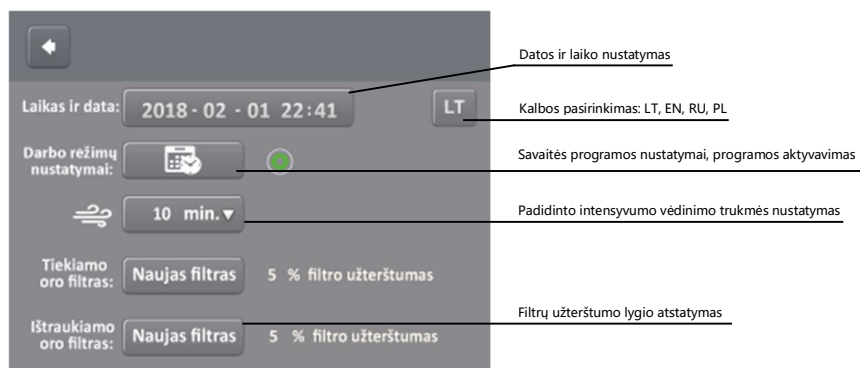 Datos ir laiko nustatymas
Laikas ir data: 2018 - 02 - 01 22:41 LT
Kalbos pasirinkimas: LT, EN, RU, PL
Darbo režimų
nustatymai:
Savaitės programos nustatymai, programos aktyvavimas
10 min.▼
Padidinto intensyvumo vėdinimo trukmės nustatymas
Tiekiamo
oro filtras:
Naujas filtras 5 % filtro užterštumas
Filtrų užterštumo lygio atstatymas
Ištraukiamo
oro filtras:
Naujas filtras 5 % filtro užterštumas